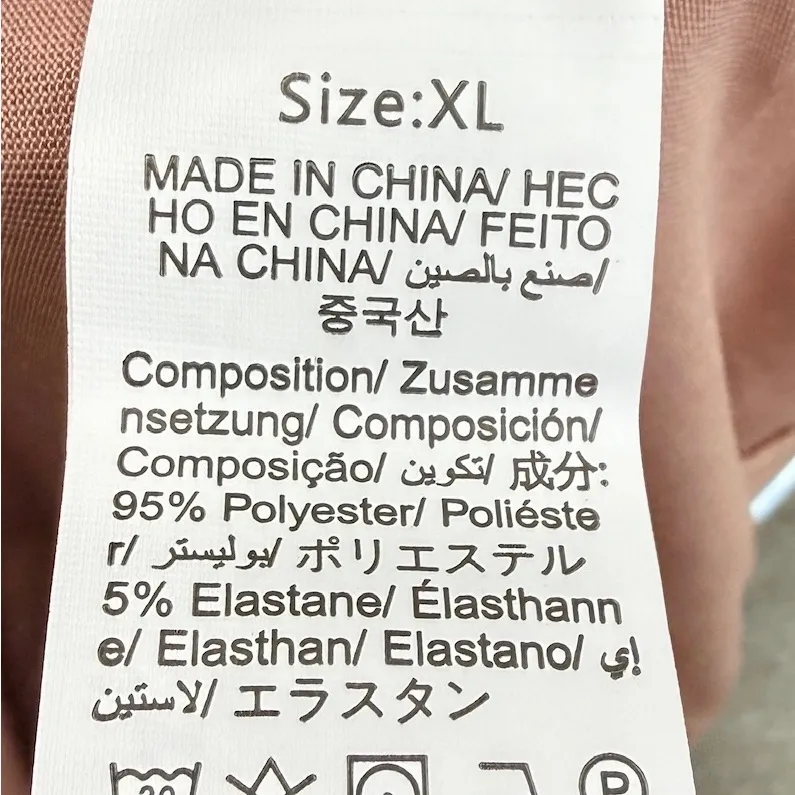 Size:XL
MADE IN CHINA/ HEC
HO EN CHINA/ FEITO
NA CHINA/ صنع بالصين/
중국산
Composition/ Zusamme
nsetzung/ Composición/
Composição/ تكوين/ 成分:
95% Polyester/ Poliéste
r/ بوليستر/ ポリエステル
5% Elastane/ Élasthann
e/ Elasthan/ Elastano/ إي
لاستين/ エラスタン
P